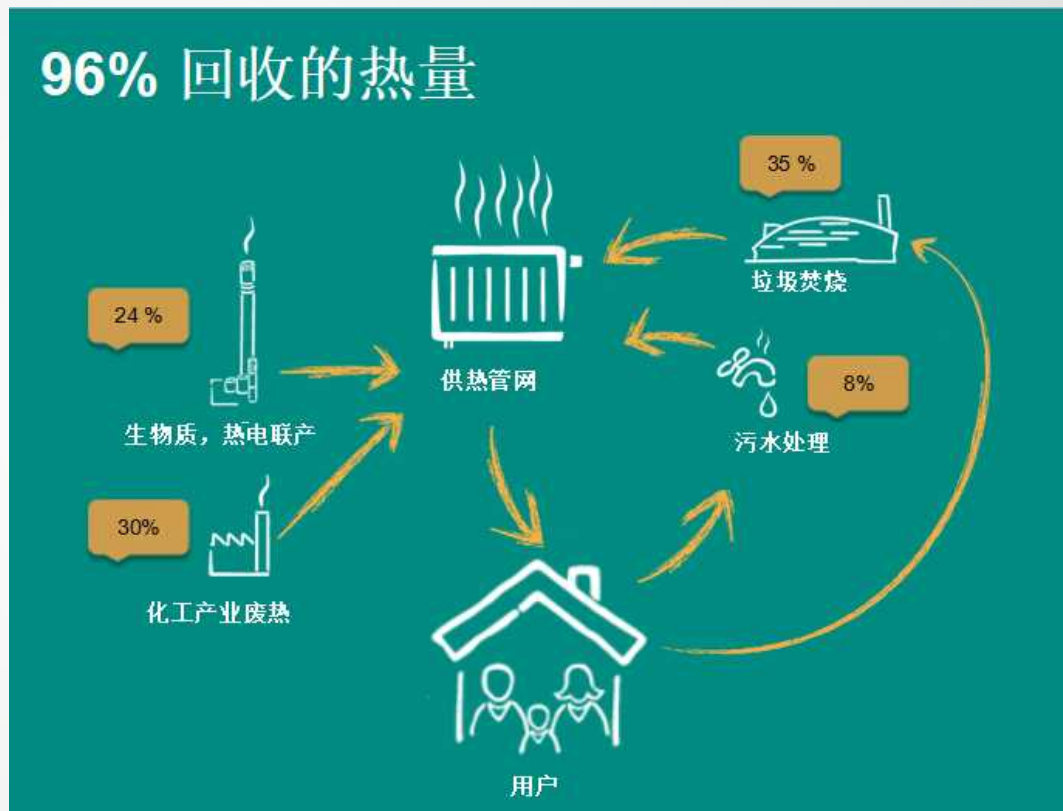 96% 回收的热量
35 %
垃圾焚烧
24 %
供热管网
8%
生物质，热电联产
污水处理
30%
化工产业废热
用户